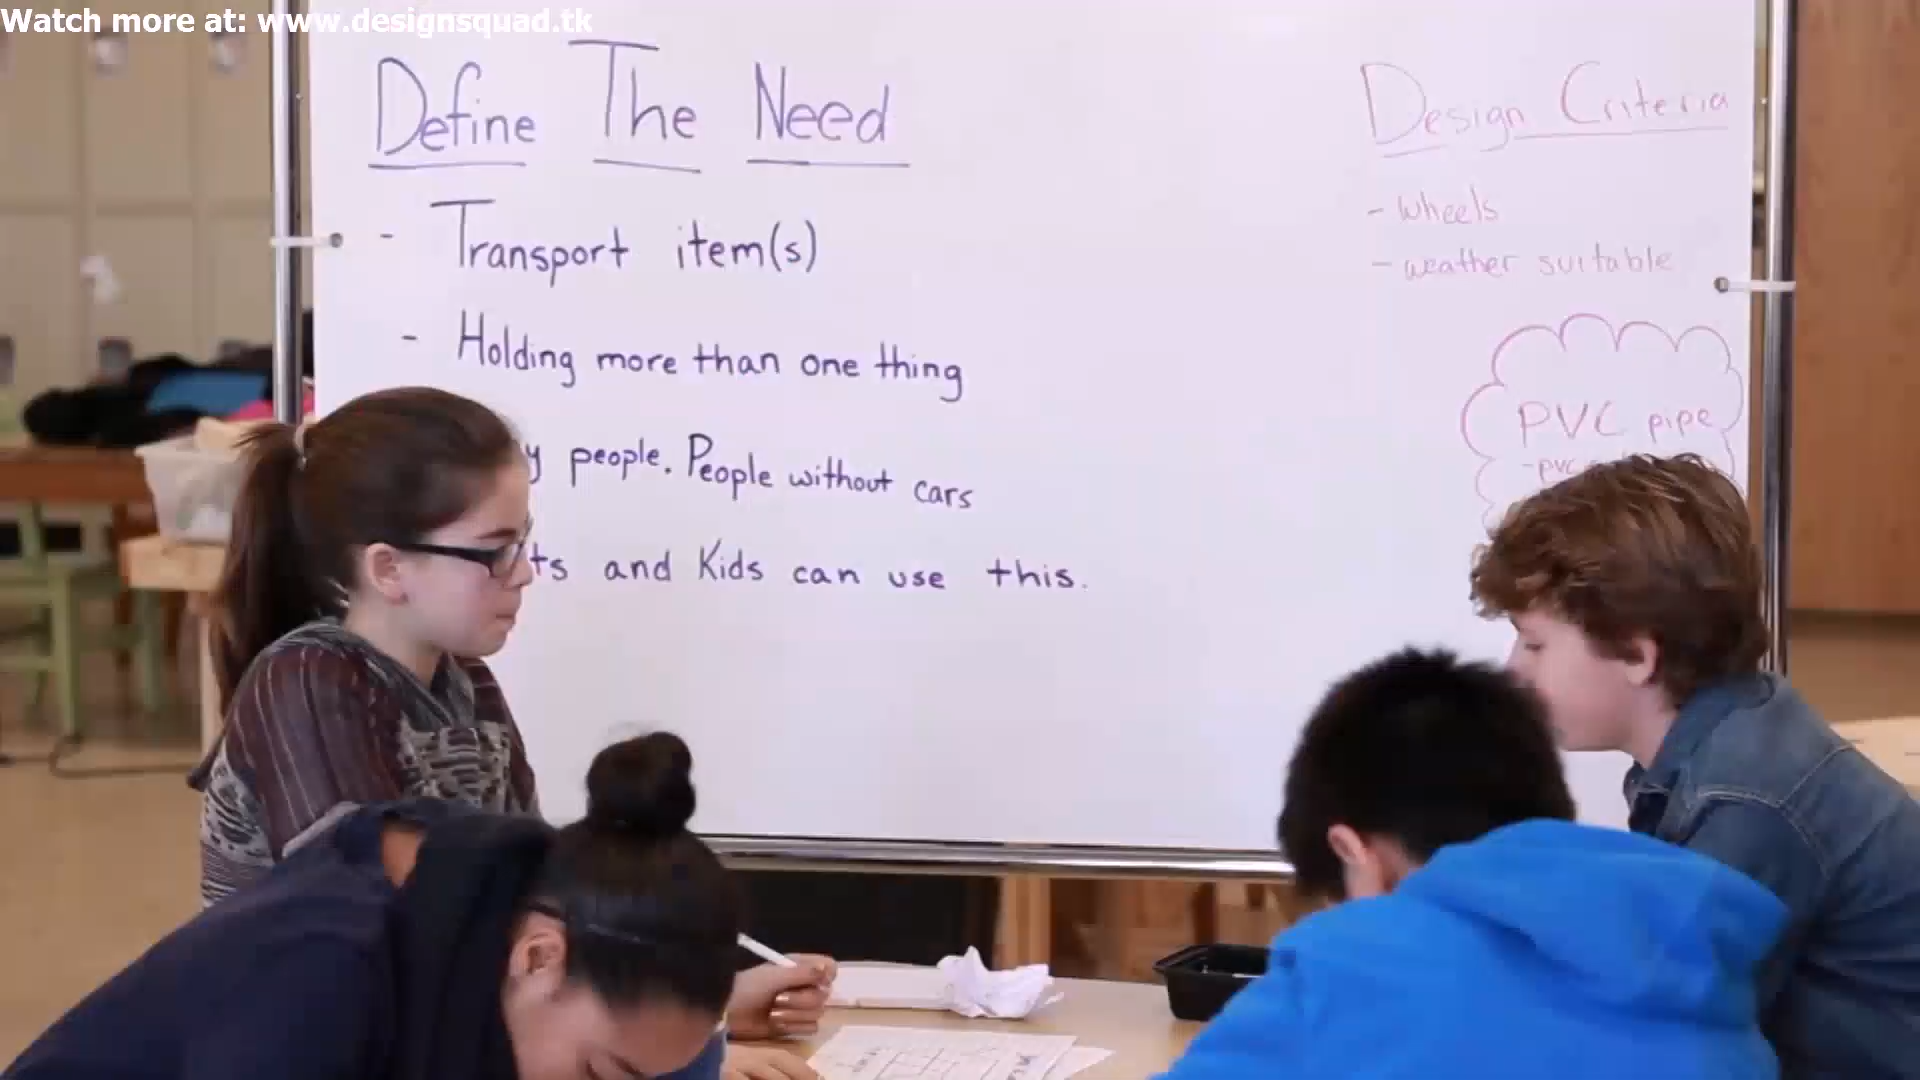 Watch more at: www.designsquad.tk
Define The Need
- Transport item(s)
- Holding more than one thing
people. People without cars
and Kids can use this.
Design Criteria
- wheels
- weather suitable
PVC pipe
-pvc